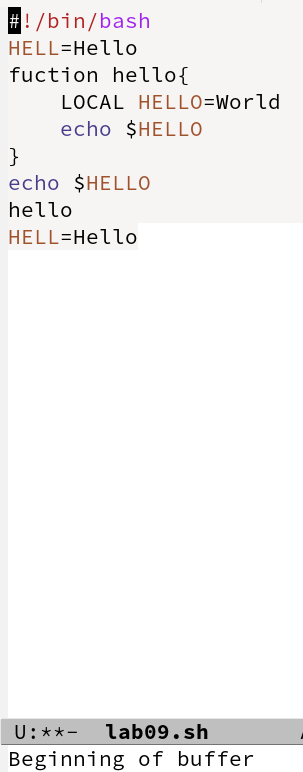 #!/bin/bash
HELL=Hello
fuction hello{
    LOCAL HELLO=World
    echo $HELLO
}
echo $HELLO
hello
HELL=Hello
U:**-  lab09.sh
Beginning of buffer